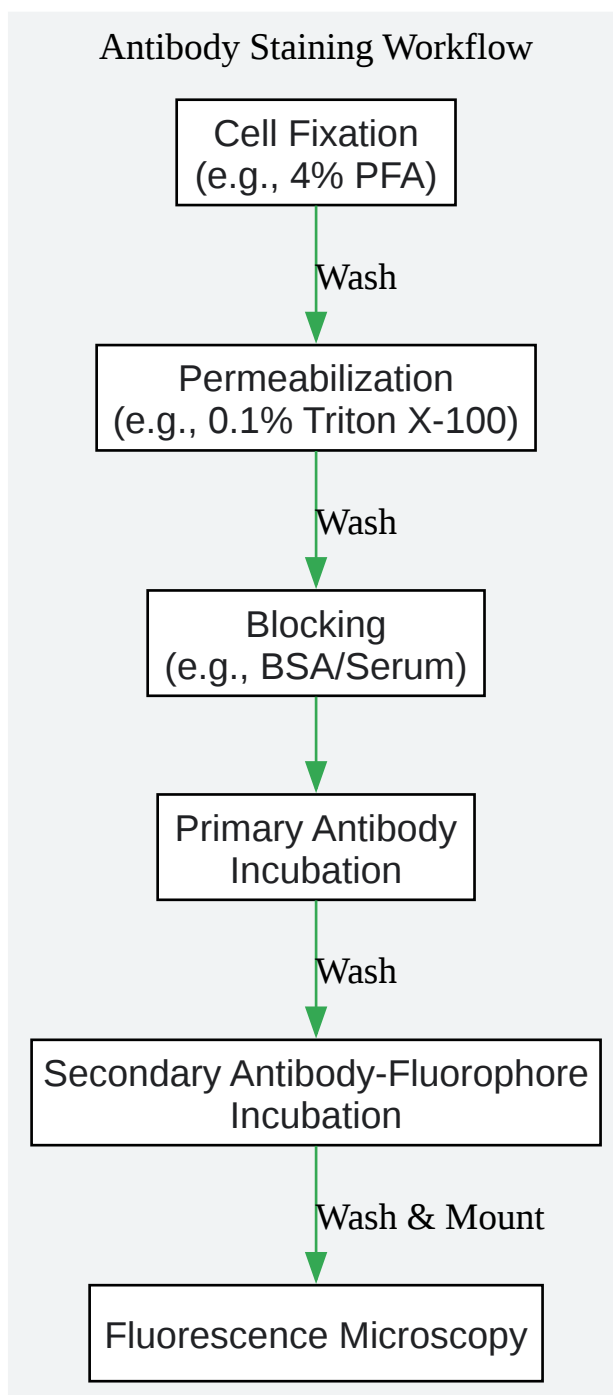 Antibody Staining Workflow
Cell Fixation
(e.g., 4% PFA)
Wash
Permeabilization
(e.g., 0.1% Triton X-100)
Wash
Blocking
(e.g., BSA/Serum)
Primary Antibody
Incubation
Wash
Secondary Antibody-Fluorophore
Incubation
Wash & Mount
Fluorescence Microscopy